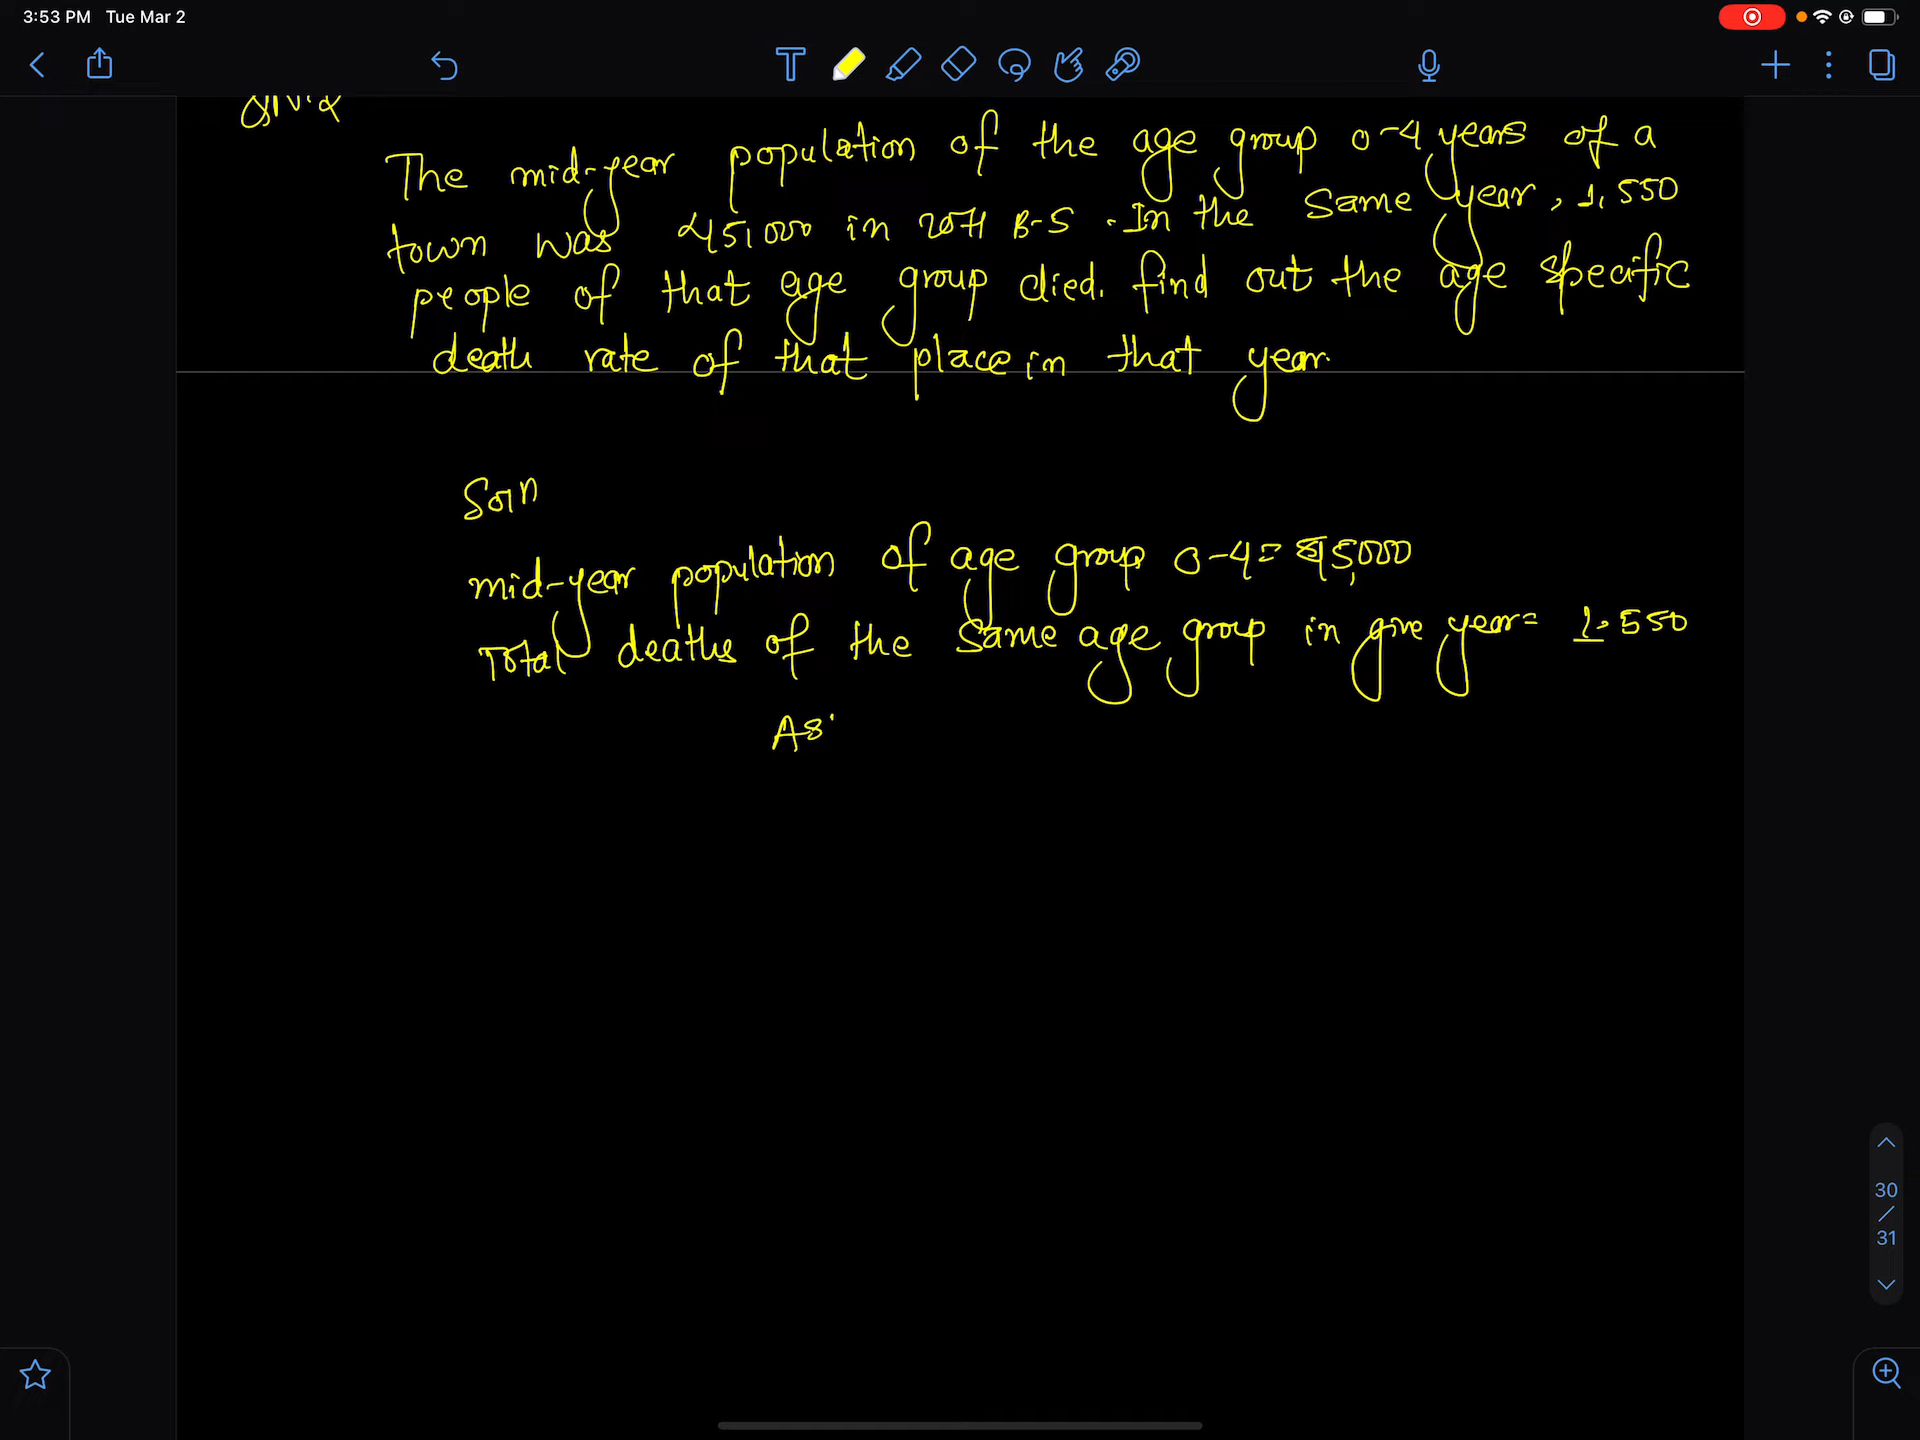 3:53 PM Tue Mar 2
The mid-year population of the age group 0-4 years of a
town was 45,000 in 2071 B.S. In the same year, 1,550
people of that age group died. find out the age specific
death rate of that place in that year.
Soln
mid-year population of age group 0-4= 45,000
Total deaths of the same age group in give year= 1,550
AS
30
/
31